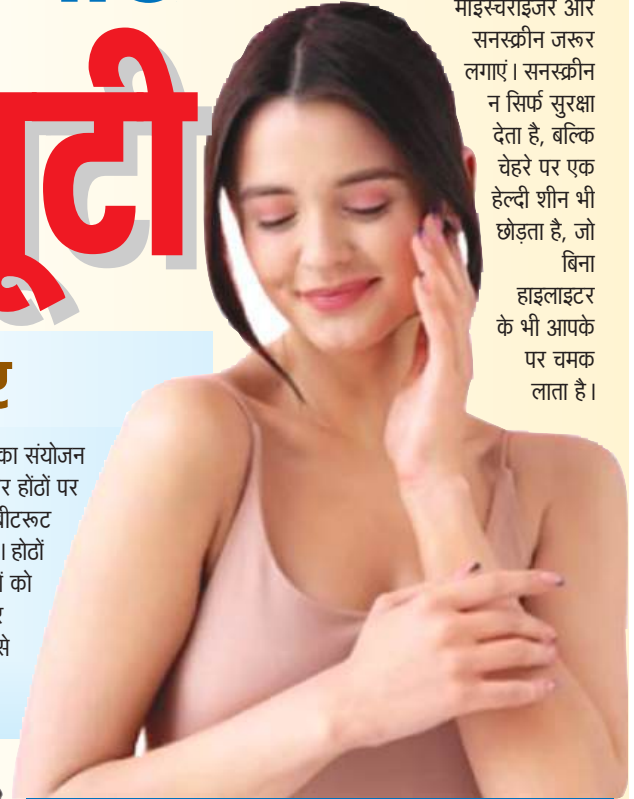 मॉइस्चराइजर और
सनस्क्रीन जरूर
लगाएं। सनस्क्रीन
न सिर्फ सुरक्षा
देता है, बल्कि
चेहरे पर एक
हेल्दी शीन भी
छोड़ता है, जो
बिना
हाइलाइटर
के भी आपके
पर चमक
लाता है।
का संयोजन
होंठों पर
। होठों
को
से